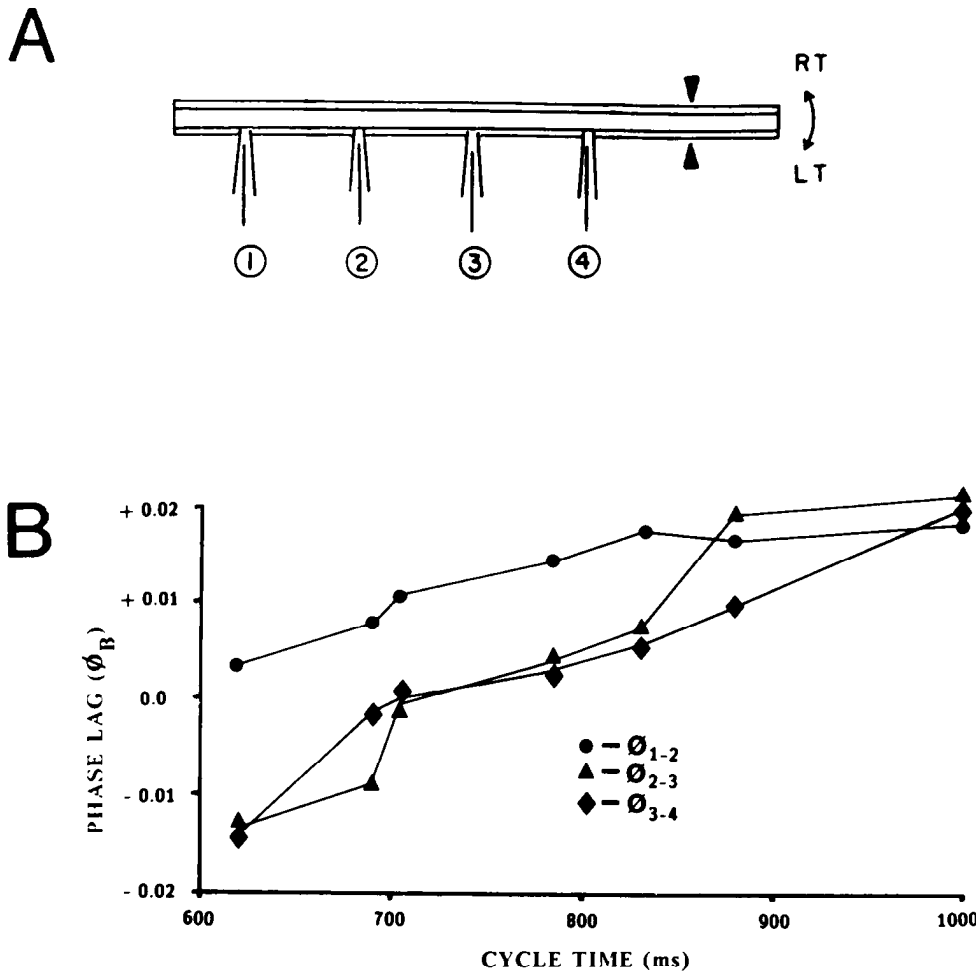 A
RT
LT
1 2 3 4
B
+ 0.02
+ 0.01
0.0
- 0.01
- 0.02
PHASE LAG (ØB)
● – Ø1-2
▲ – Ø2-3
◆ – Ø3-4
600 700 800 900 1000
CYCLE TIME (ms)